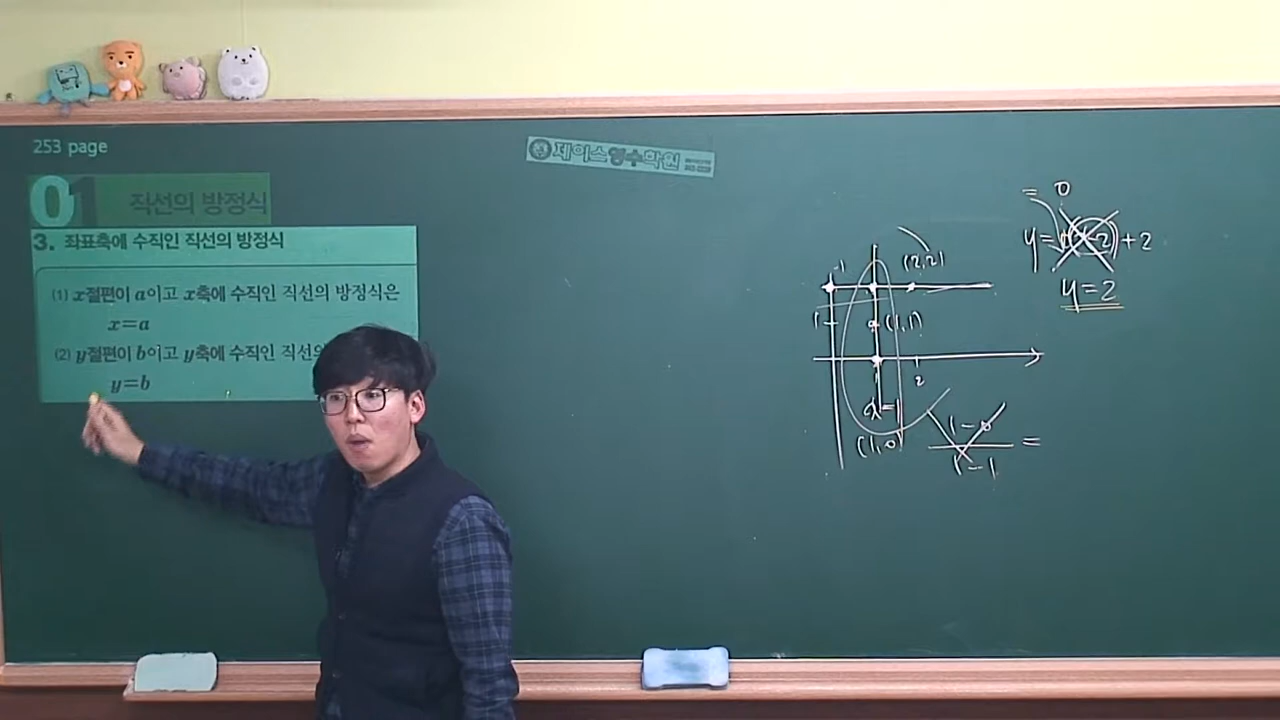 253 page
제이스영수학원
01 직선의 방정식
3. 좌표축에 수직인 직선의 방정식
(1) x절편이 a이고 x축에 수직인 직선의 방정식은
x=a
(2) y절편이 b이고 y축에 수직인 직선의
y=b
= 0
+ 2
y=2
-1
(2,2)
1
(1,1)
2
(1,0)
1-0
1-1
=